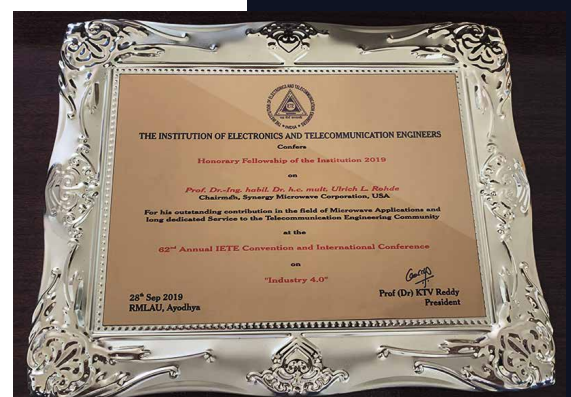 THE INSTITUTION OF ELECTRONICS AND TELECOMMUNICATION ENGINEERS
Confers
Honorary Fellowship of the Institution 2019
on
Prof. Dr.-Ing. habil. Dr. h.c. mult. Ulrich L. Rohde
Chairman, Synergy Microwave Corporation, USA
For his outstanding contribution in the field of Microwave Applications and
long dedicated Service to the Telecommunication Engineering Community
at the
62nd Annual IETE Convention and International Conference
on
"Industry 4.0"
28th Sep 2019
RMLAU, Ayodhya
Prof (Dr) KTV Reddy
President